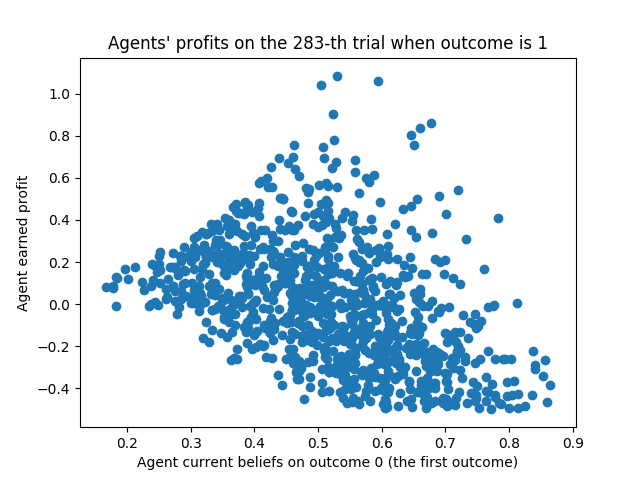 Agents' profits on the 283-th trial when outcome is 1
Agent earned profit
1.0
0.8
0.6
0.4
0.2
0.0
−0.2
−0.4
0.2 0.3 0.4 0.5 0.6 0.7 0.8 0.9
Agent current beliefs on outcome 0 (the first outcome)